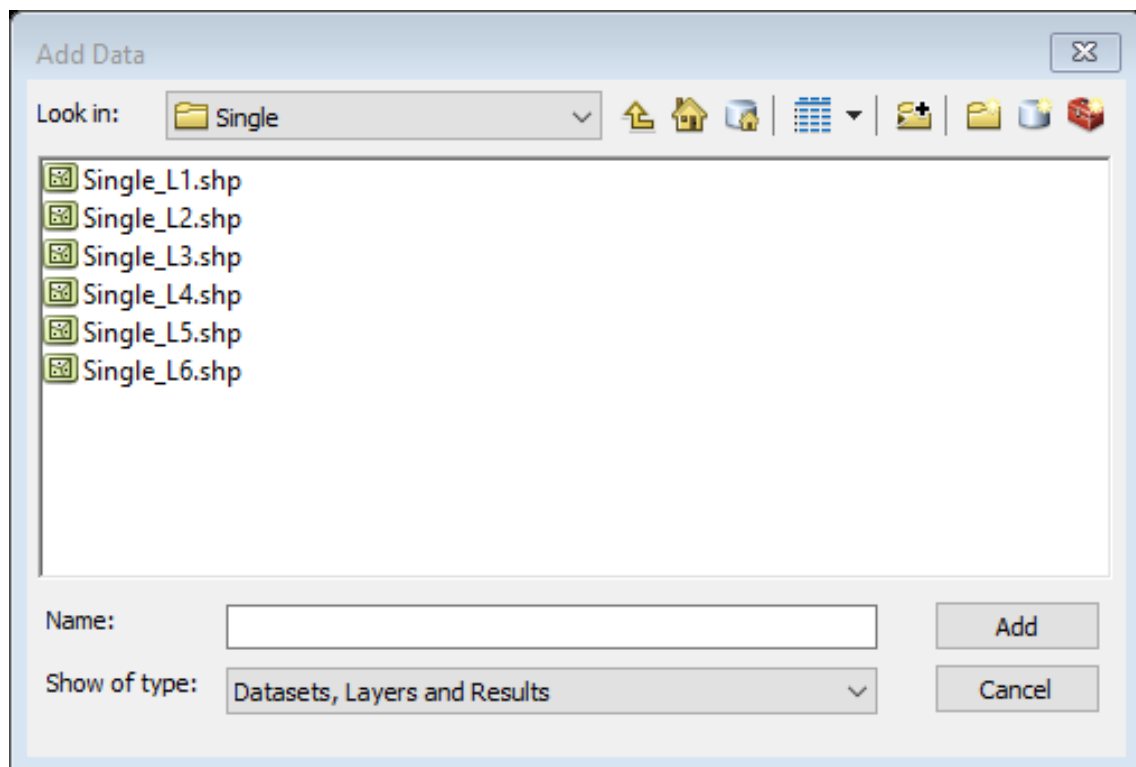 Add Data
Look in: Single
Single_L1.shp
Single_L2.shp
Single_L3.shp
Single_L4.shp
Single_L5.shp
Single_L6.shp
Name: Add
Show of type: Datasets, Layers and Results Cancel